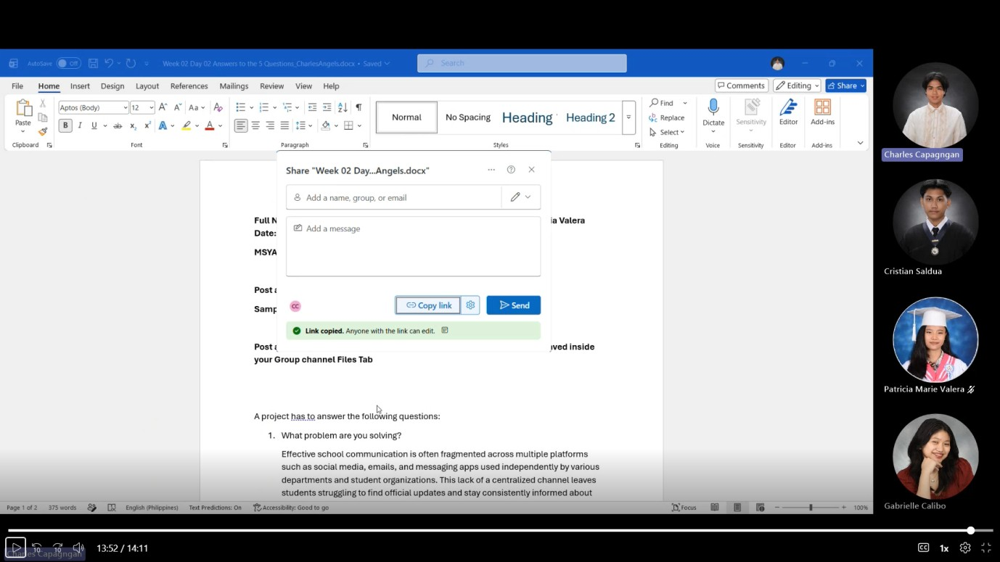 AutoSave Off Week 02 Day 02 Answers to the 5 Questions_CharlesAngels.docx • Saved Search
File Home Insert Design Layout References Mailings Review View Help Comments Editing Share
Paste
Clipboard
Aptos (Body) 12
Font
Paragraph
Normal No Spacing Heading Heading 2
Styles
Find
Replace
Select
Editing
Dictate
Voice
Sensitivity
Sensitivity
Editor
Editor
Add-ins
Add-ins
Share "Week 02 Day...Angels.docx"
Add a name, group, or email
Add a message
CC Copy link Send
Link copied. Anyone with the link can edit.
Full N
ia Valera
Date:
MSYA
Post a
Samp
Post a
aved inside
your Group channel Files Tab
A project has to answer the following questions:
1. What problem are you solving?
Effective school communication is often fragmented across multiple platforms
such as social media, emails, and messaging apps used independently by various
departments and student organizations. This lack of a centralized channel leaves
students struggling to find official updates and stay consistently informed about
Page 1 of 2 375 words English (Philippines) Text Predictions: On Accessibility: Good to go Focus 100%
Charles Capagngan
Cristian Saldua
Patricia Marie Valera
Gabrielle Calibo
10 10 13:52 / 14:11 CC 1x
Charles Capagngan